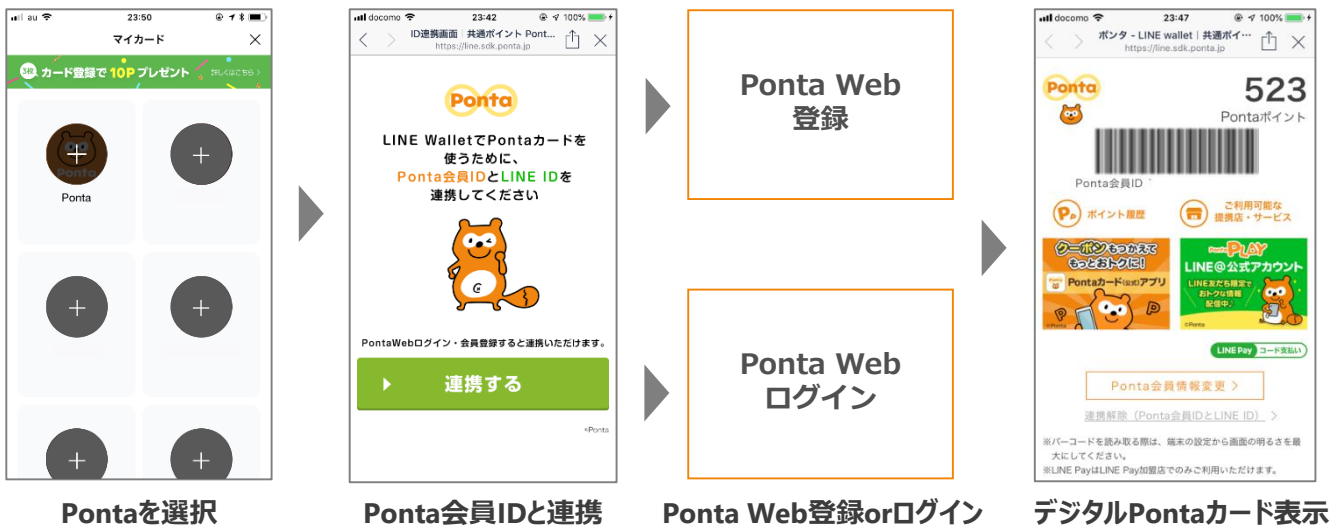 au
23:50
マイカード
3枚 カード登録で 10P プレゼント 詳しくはこちら >
Ponta
Ponta
Pontaを選択
docomo
23:42
100%
ID連携画面｜共通ポイント Pont...
https://line.sdk.ponta.jp
Ponta
LINE WalletでPontaカードを
使うために、
Ponta会員IDとLINE IDを
連携してください
PontaWebログイン・会員登録すると連携いただけます。
連携する
©Ponta
Ponta会員IDと連携
Ponta Web
登録
Ponta Web
ログイン
Ponta Web登録orログイン
docomo
23:47
100%
ポンタ - LINE wallet｜共通ポイ…
https://line.sdk.ponta.jp
Ponta
523
Pontaポイント
Ponta会員ID
ポイント履歴
ご利用可能な
提携店・サービス
クーポンもつかえて
もっとおトクに!
Pontaカード(公式)アプリ
©Ponta
Ponta PLAY
LINE@公式アカウント
LINE友だち限定で
おトクな情報
配信中♪
©Ponta
LINE Pay コード支払い
Ponta会員情報変更 >
連携解除（Ponta会員IDとLINE ID） >
※バーコードを読み取る際は、端末の設定から画面の明るさを最
大にしてください。
※LINE PayはLINE Pay加盟店でのみご利用いただけます。
デジタルPontaカード表示